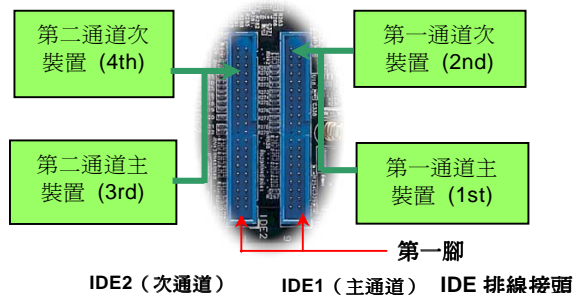 第二通道次
裝置 (4th)
第一通道次
裝置 (2nd)
第二通道主
裝置 (3rd)
第一通道主
裝置 (1st)
IDE2
第一腳
IDE2（次通道）
IDE1（主通道）
IDE 排線接頭